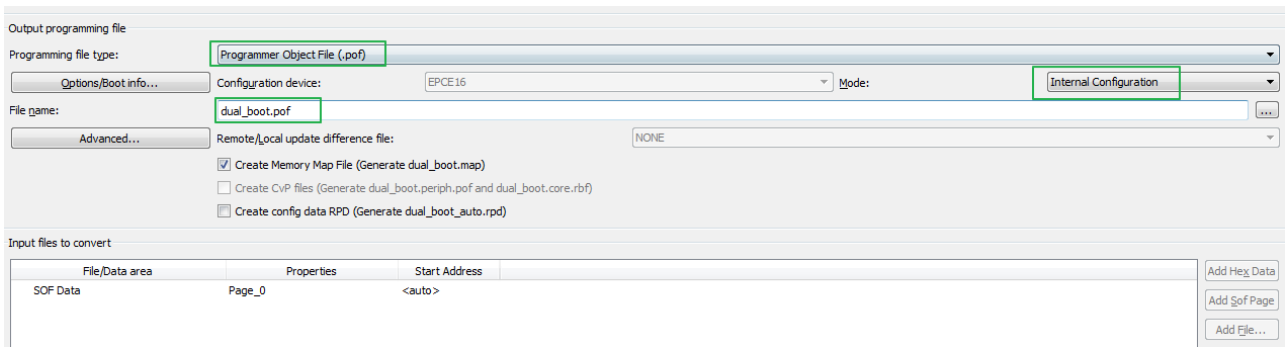 Output programming file
Programming file type: Programmer Object File (.pof)
Options/Boot info... Configuration device: EPCE16 Mode: Internal Configuration
File name: dual_boot.pof ...
Advanced... Remote/Local update difference file: NONE
Create Memory Map File (Generate dual_boot.map)
Create CvP files (Generate dual_boot.periph.pof and dual_boot.core.rbf)
Create config data RPD (Generate dual_boot_auto.rpd)
Input files to convert
File/Data area Properties Start Address Add Hex Data
SOF Data Page_0 <auto>
Add Sof Page
Add File...